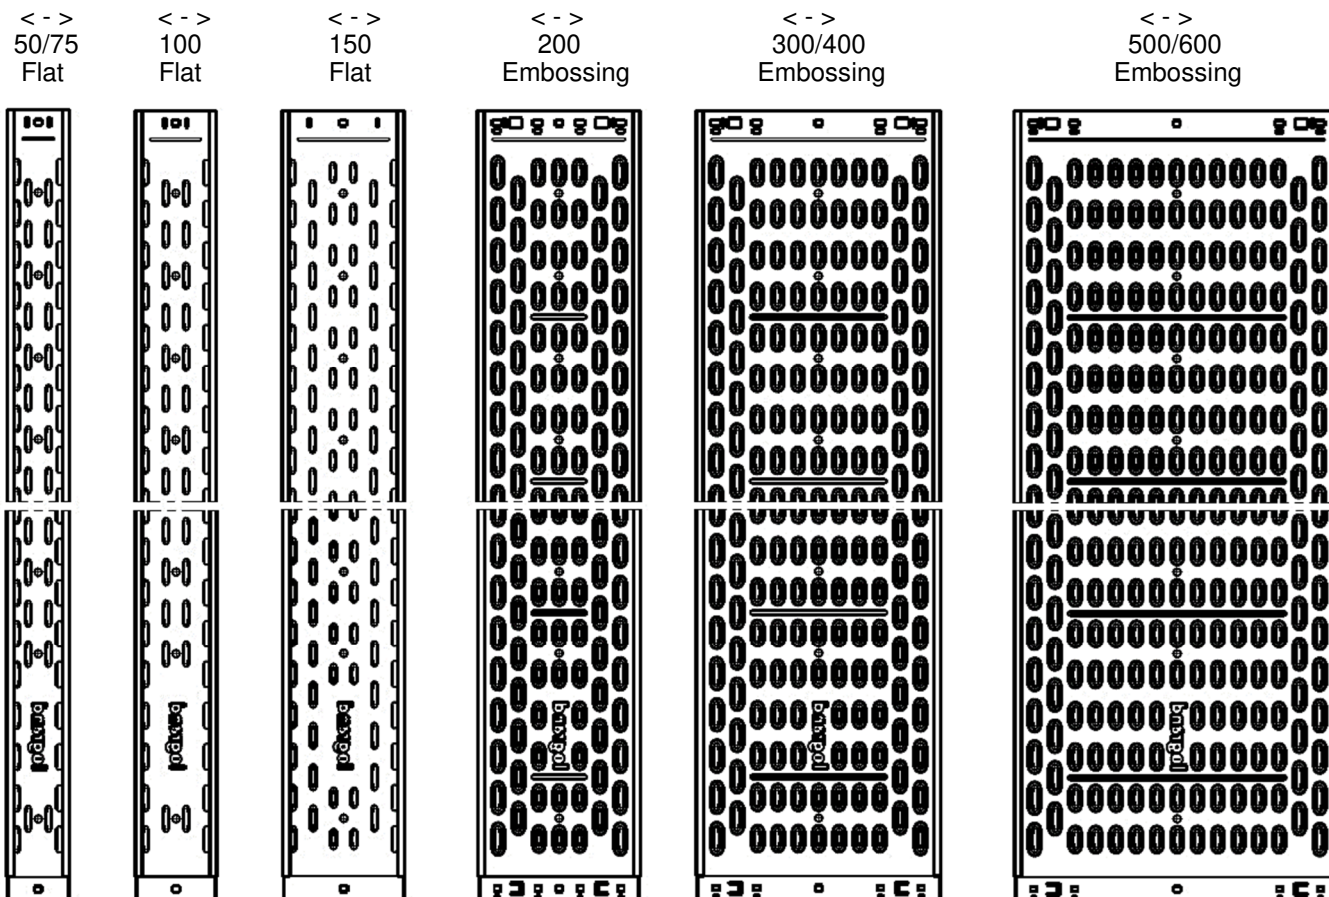 < - >
50/75
Flat
< - >
100
Flat
< - >
150
Flat
< - >
200
Embossing
< - >
300/400
Embossing
< - >
500/600
Embossing